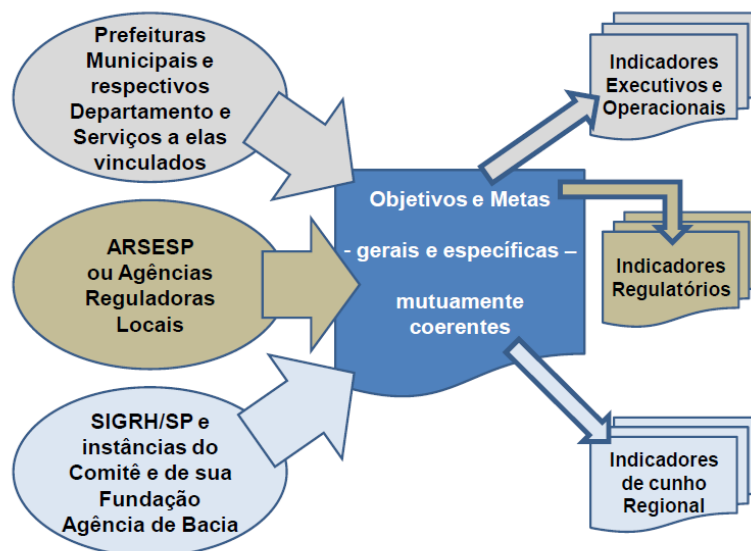 Prefeituras
Municipais e
respectivos
Departamento e
Serviços a elas
vinculados
ARSESP
ou Agências
Reguladoras
Locais
SIGRH/SP e
instâncias do
Comitê e de sua
Fundação
Agência de Bacia
Objetivos e Metas
- gerais e específicas –
mutuamente
coerentes
Indicadores
Executivos e
Operacionais
Indicadores
Regulatórios
Indicadores
de cunho
Regional